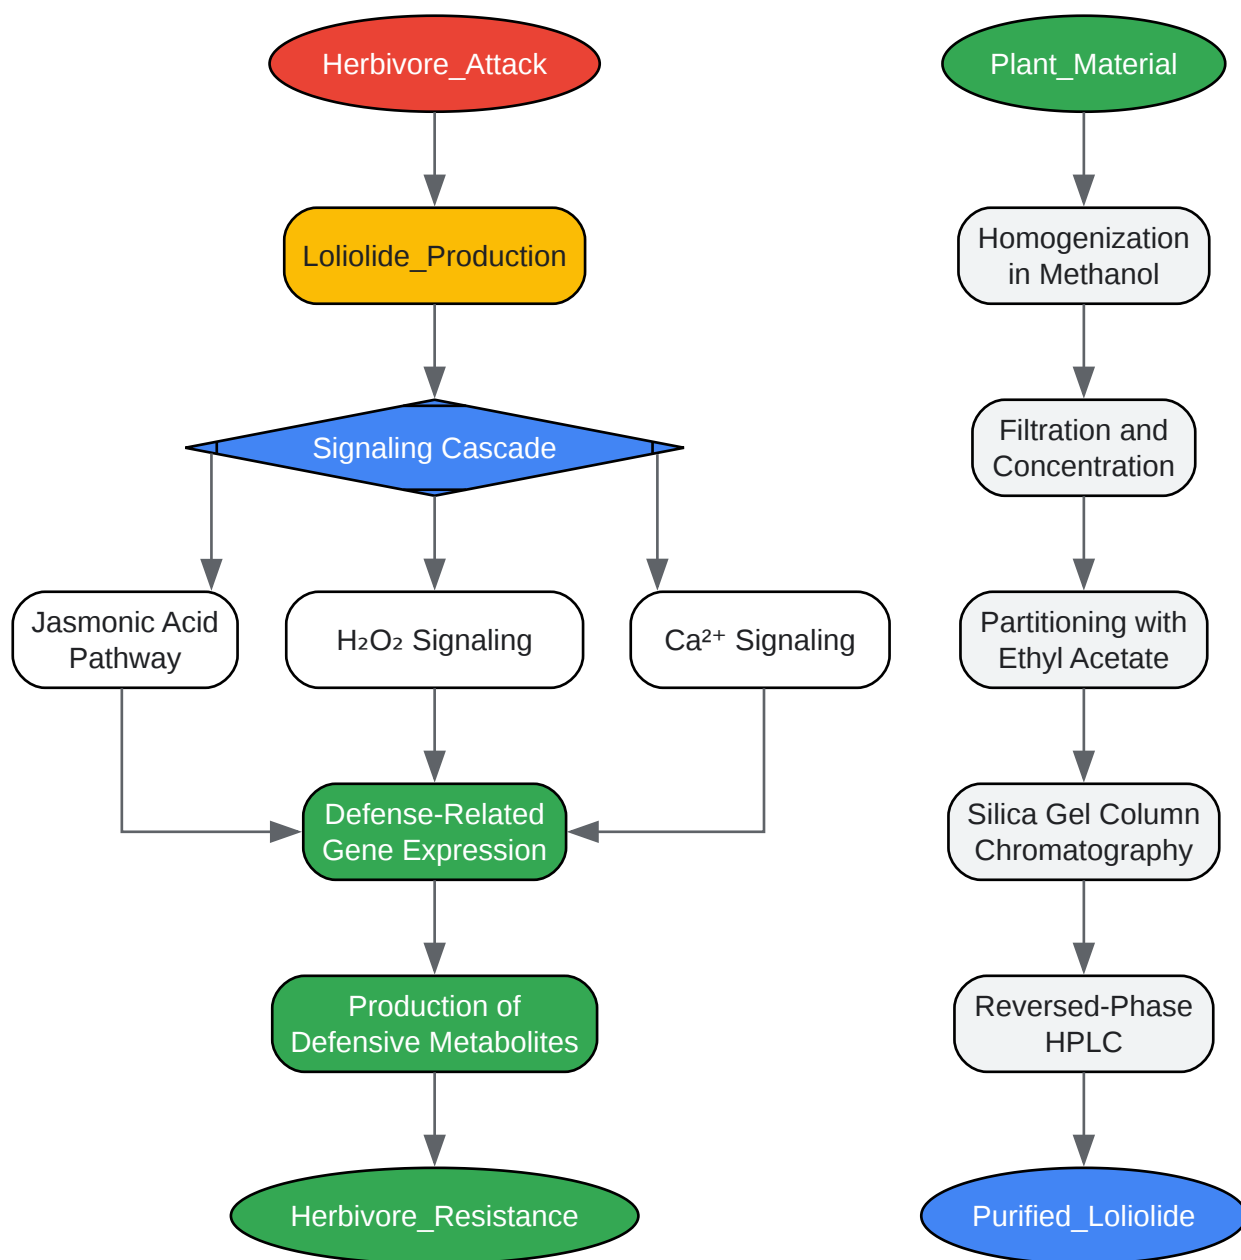 Herbivore_Attack
Loliolide_Production
Signaling Cascade
Jasmonic Acid
Pathway
H₂O₂ Signaling
Ca²⁺ Signaling
Defense-Related
Gene Expression
Production of
Defensive Metabolites
Herbivore_Resistance
Plant_Material
Homogenization
in Methanol
Filtration and
Concentration
Partitioning with
Ethyl Acetate
Silica Gel Column
Chromatography
Reversed-Phase
HPLC
Purified_Loliolide